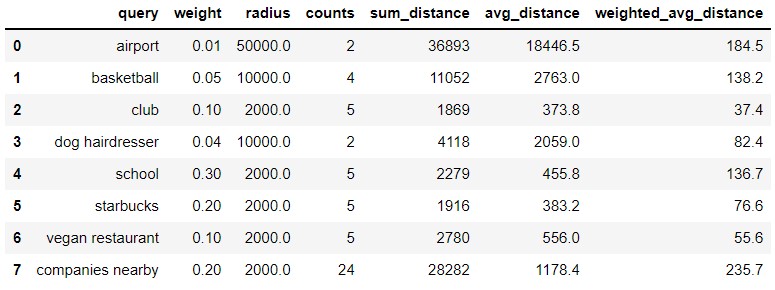 query weight radius counts sum_distance avg_distance weighted_avg_distance
0 airport 0.01 50000.0 2 36893 18446.5 184.5
1 basketball 0.05 10000.0 4 11052 2763.0 138.2
2 club 0.10 2000.0 5 1869 373.8 37.4
3 dog hairdresser 0.04 10000.0 2 4118 2059.0 82.4
4 school 0.30 2000.0 5 2279 455.8 136.7
5 starbucks 0.20 2000.0 5 1916 383.2 76.6
6 vegan restaurant 0.10 2000.0 5 2780 556.0 55.6
7 companies nearby 0.20 2000.0 24 28282 1178.4 235.7